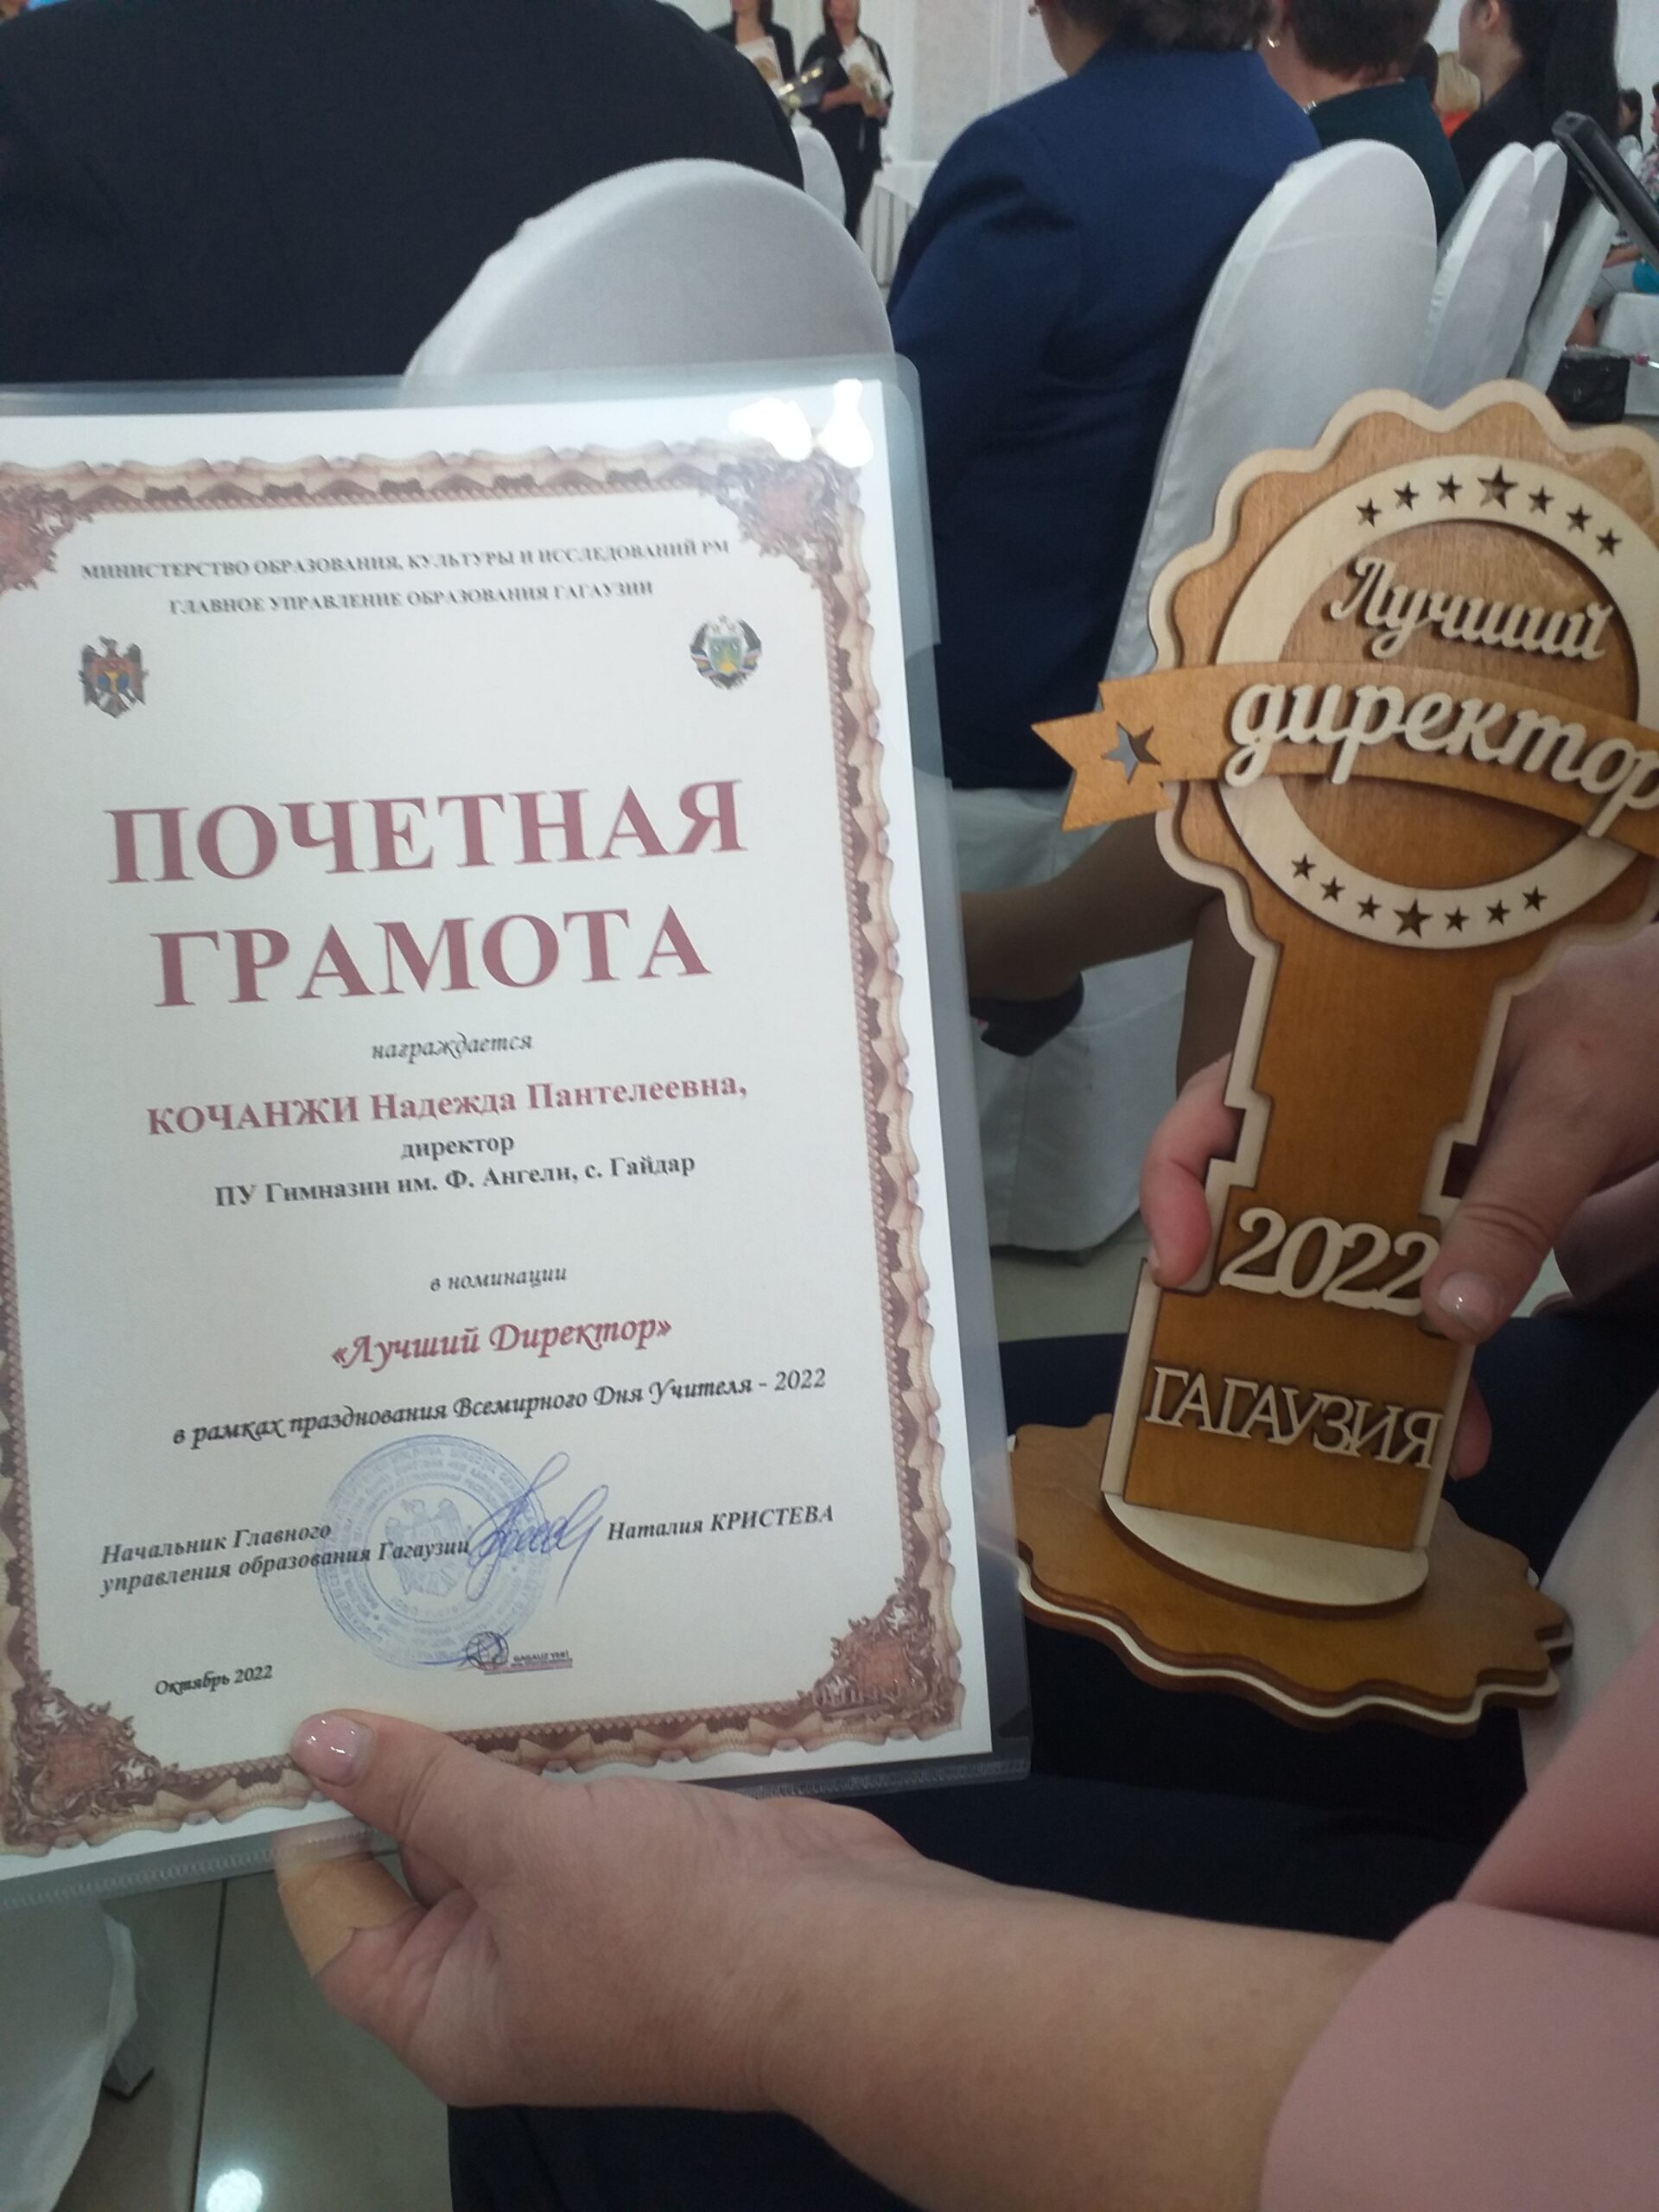 МИНИСТЕРСТВО ОБРАЗОВАНИЯ, КУЛЬТУРЫ И ИССЛЕДОВАНИЙ РМ
ГЛАВНОЕ УПРАВЛЕНИЕ ОБРАЗОВАНИЯ ГАГАУЗИИ
ПОЧЕТНАЯ
ГРАМОТА
награждается
КОЧАНЖИ Надежда Пантелеевна,
директор
ПУ Гимназии им. Ф. Ангели, с. Гайдар
в номинации
«Лучший Директор»
в рамках празднования Всемирного Дня Учителя - 2022
Начальник Главного
управления образования Гагаузии
Наталия КРИСТЕВА
Октябрь 2022
GAGAUZ YERI
Лучший
директор
2022
ГАГАУЗИЯ